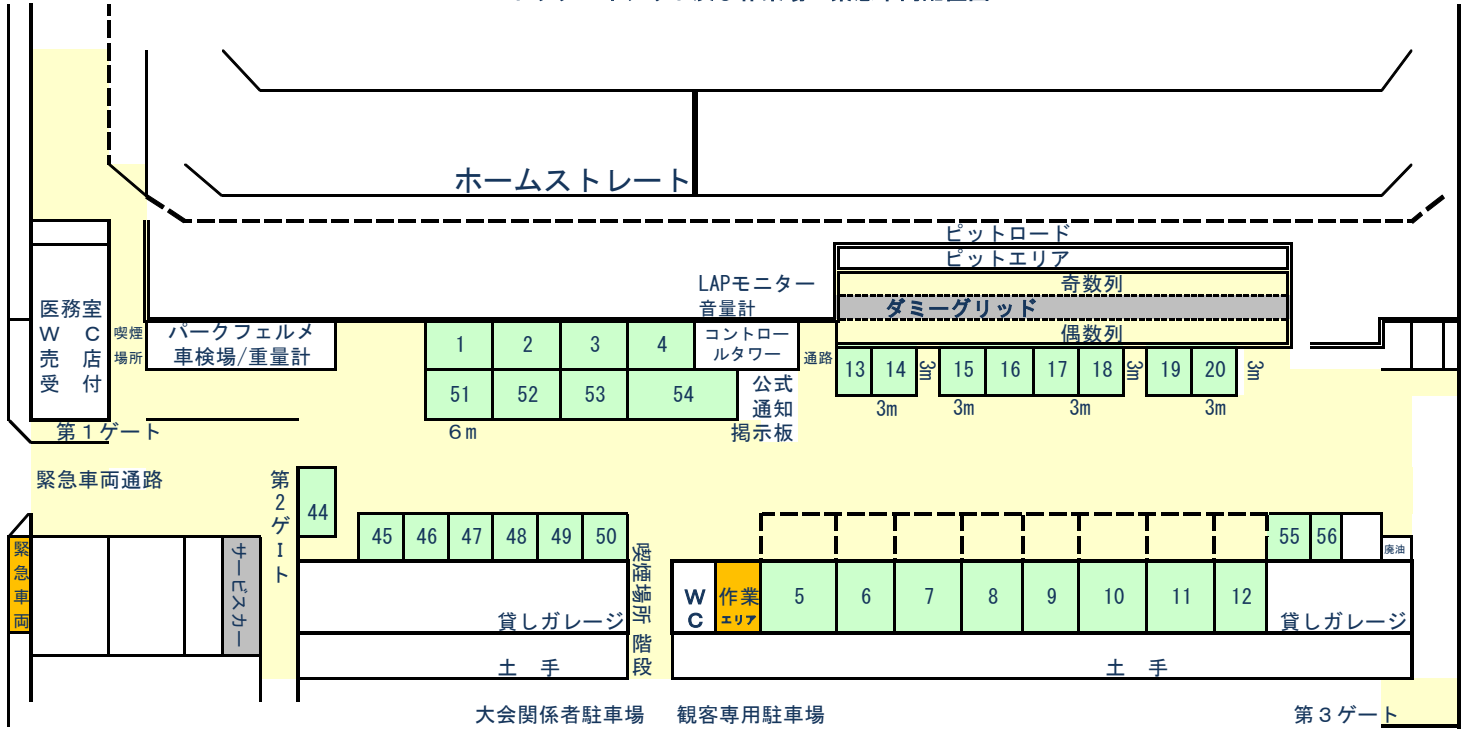 ホームストレート
ピットロード
ピットエリア
奇数列
ダミーグリッド
偶数列
LAPモニター
音量計
医務室
W C
売 店
受 付
喫煙
場所
パークフェルメ
車検場/重量計
1
2
3
4
コントロー
ルタワー
通路
13
14
3m
15
16
17
18
3m
19
20
3m
51
52
53
54
公式
通知
掲示板
3m
3m
3m
3m
6m
第1ゲート
緊急車両通路
第2ゲート
44
45
46
47
48
49
50
55
56
廃油
緊急車両
サービスカー
喫煙場所
階段
WC
作業
エリア
5
6
7
8
9
10
11
12
貸しガレージ
貸しガレージ
土 手
土 手
大会関係者駐車場
観客専用駐車場
第3ゲート